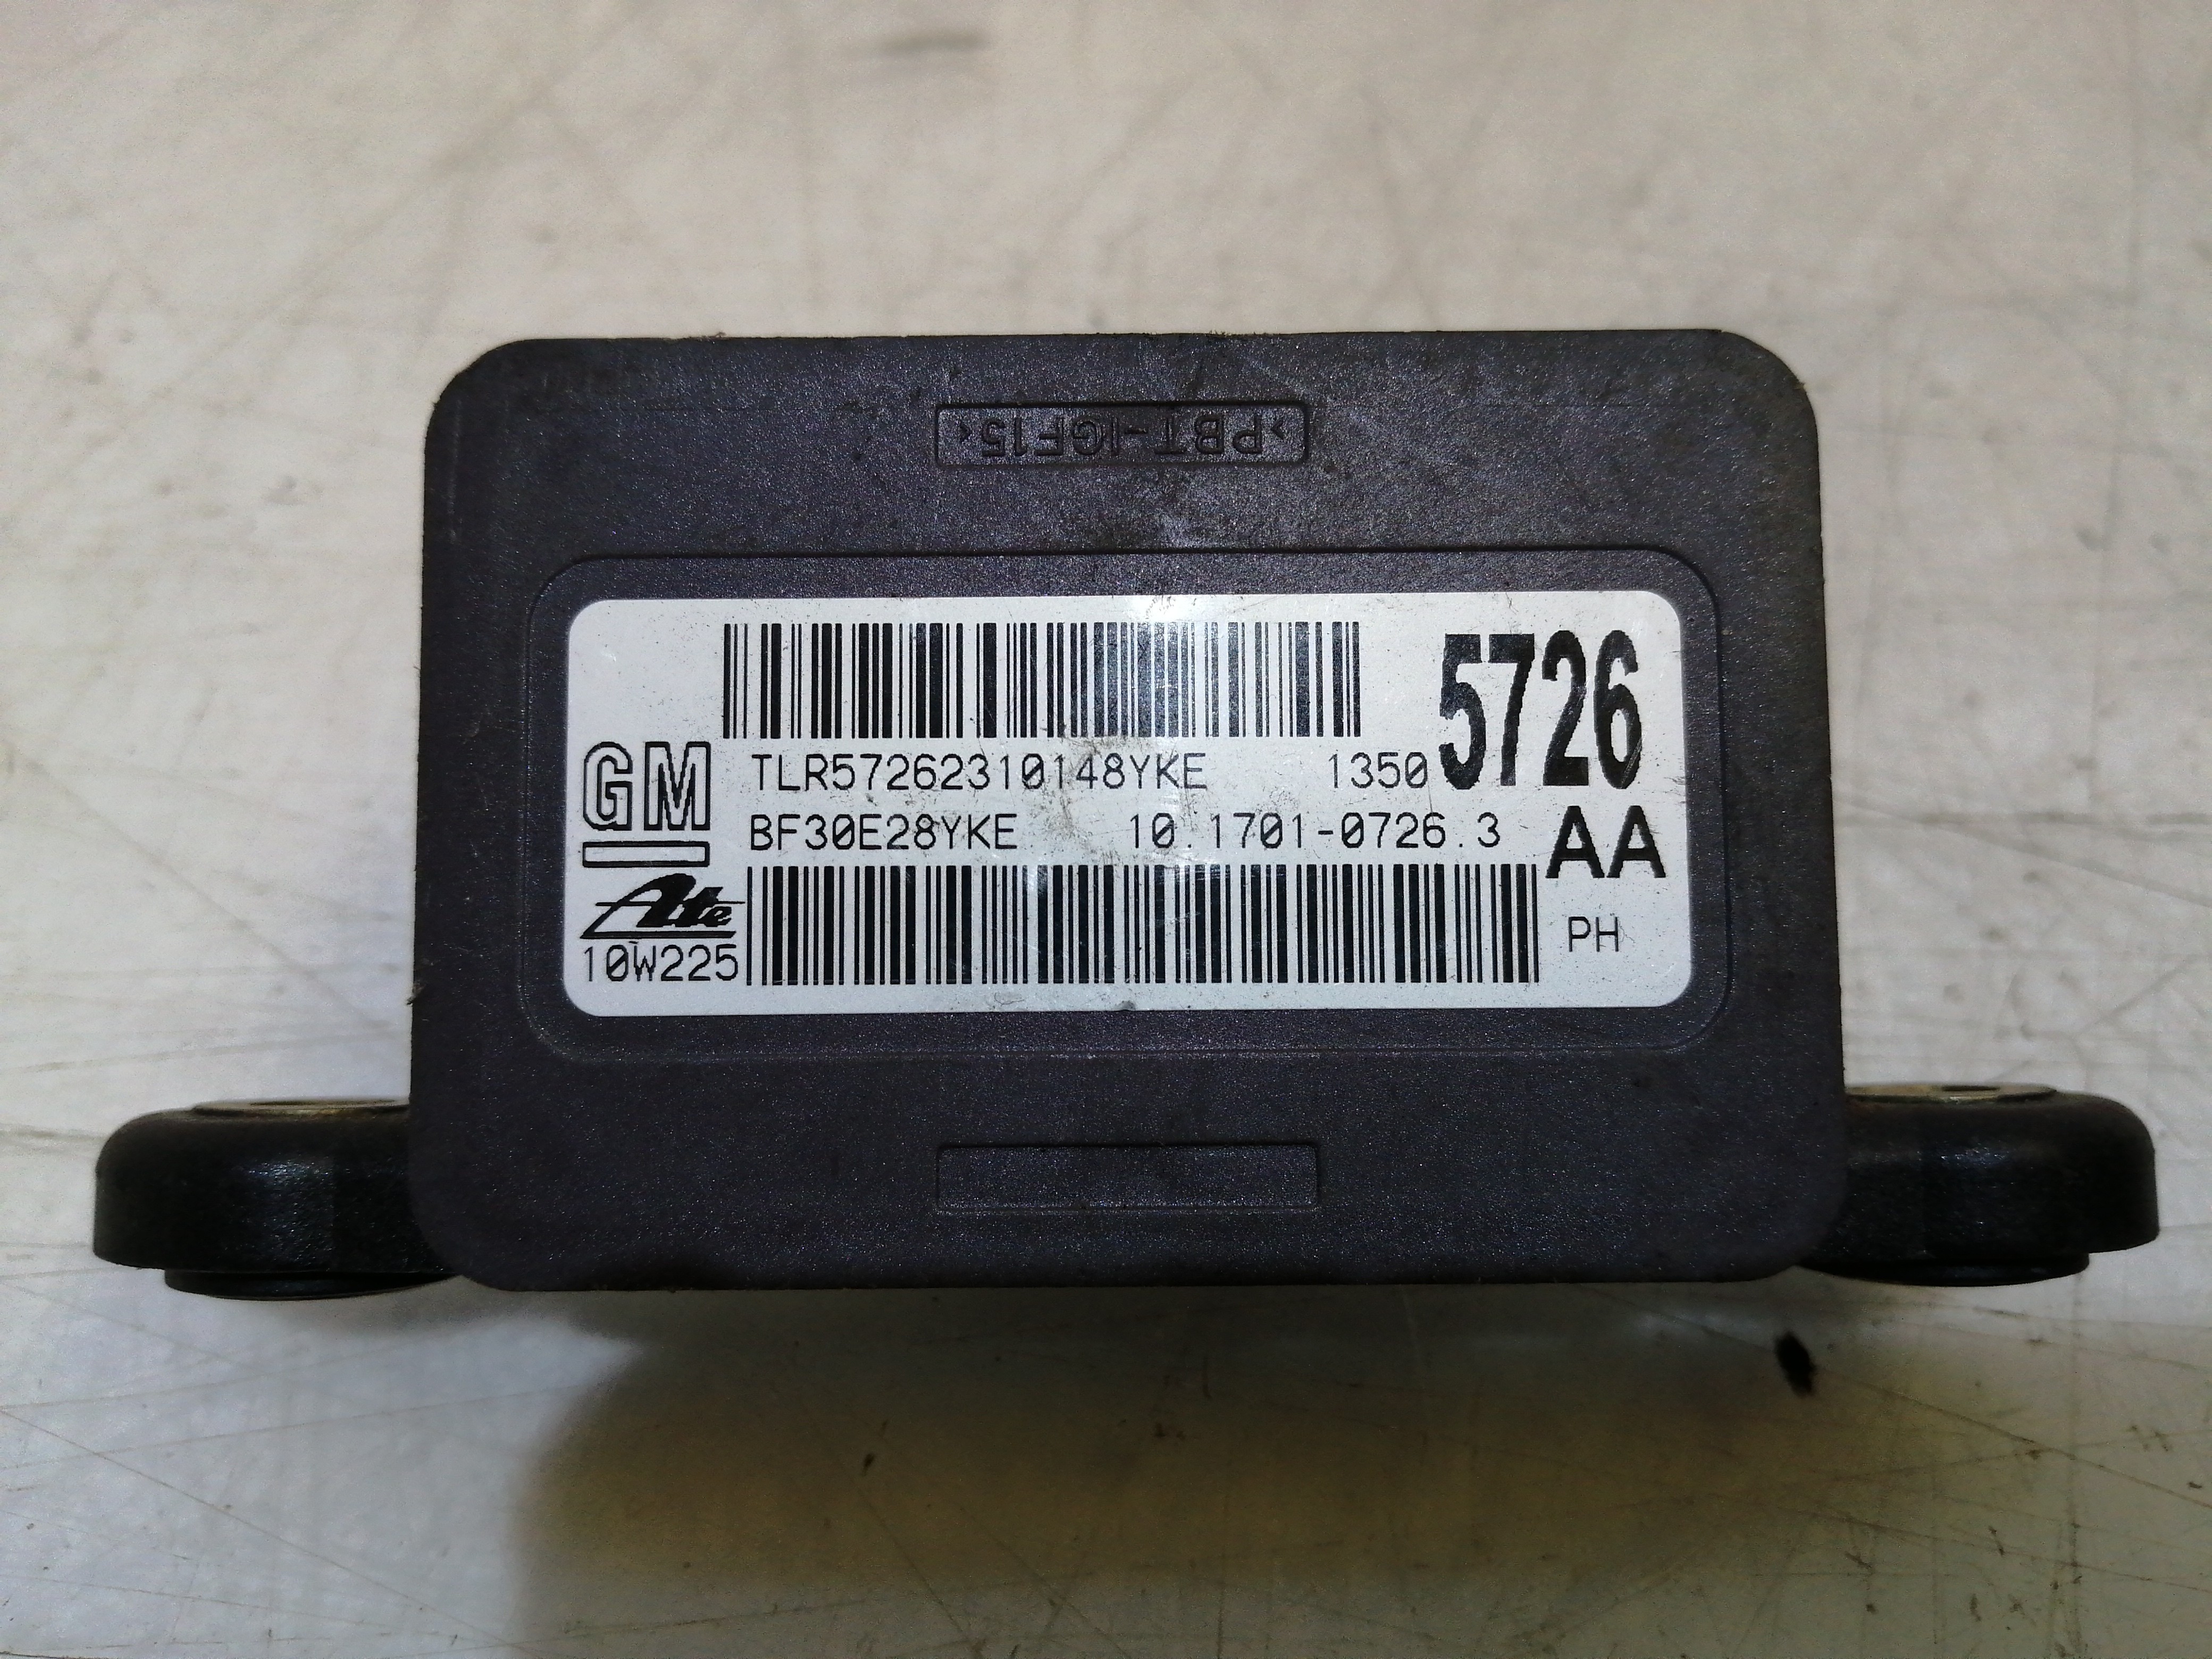 >PBT-IGF15<
TLR57262310148YKE 1350 5726
GM BF30E28YKE 10.1701-0726.3 AA
Ate
10W225 PH